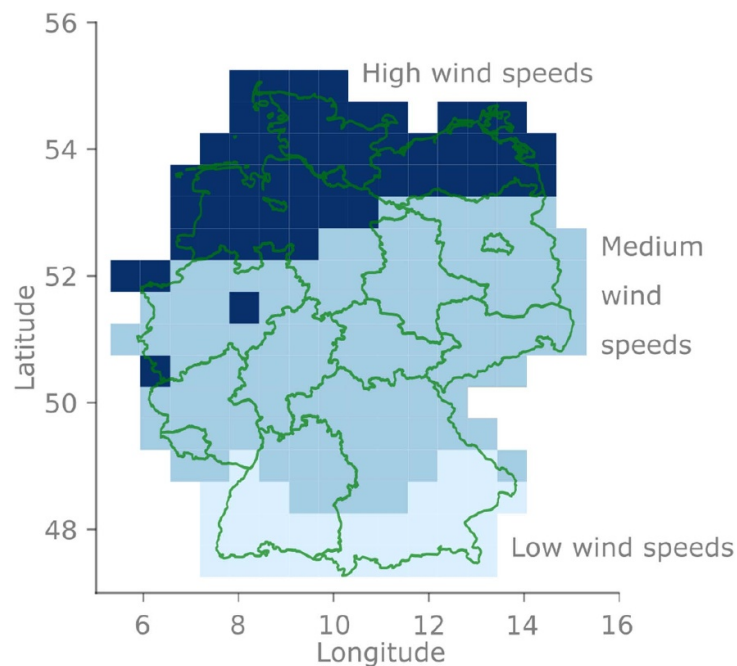 56
High wind speeds
54
Medium
52
wind
speeds
Latitude
50
48
Low wind speeds
6 8 10 12 14 16
Longitude